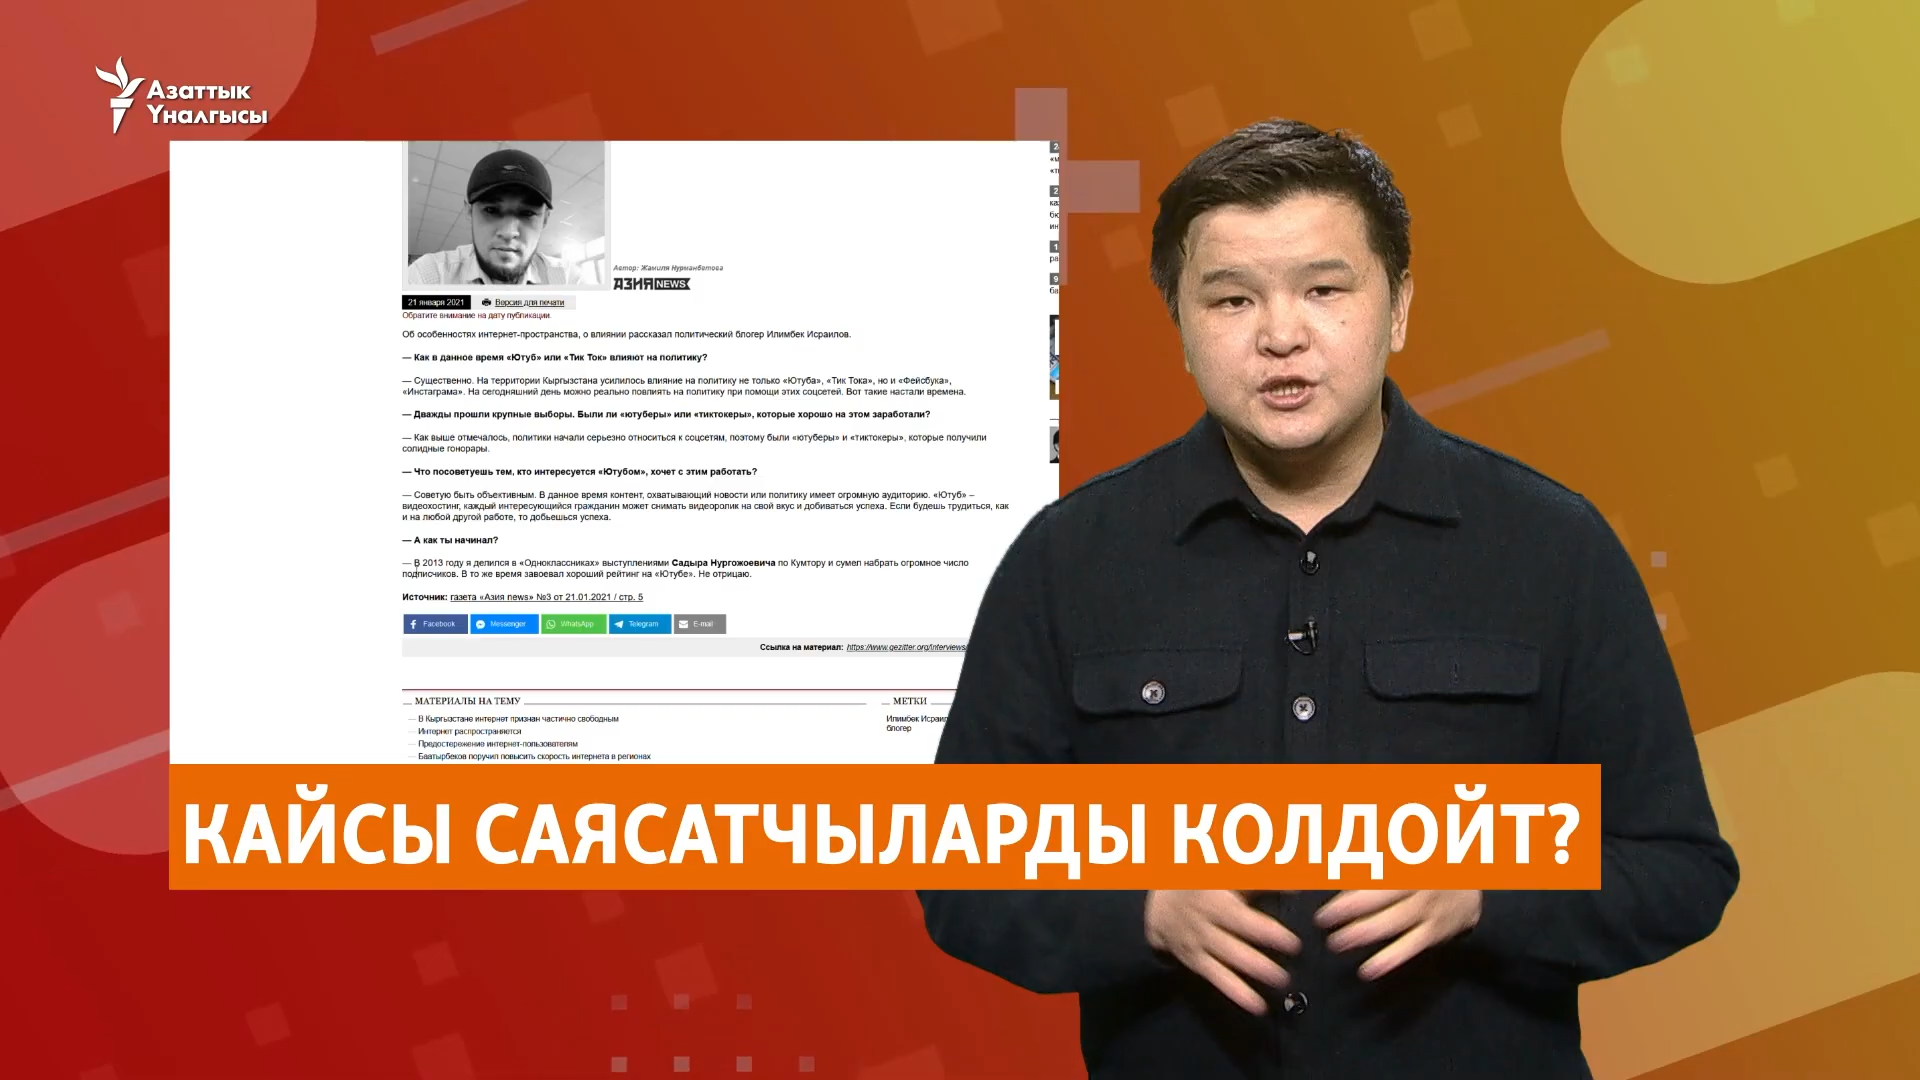 Азаттык
Үналгысы
Автор: Жамиля Нурманбетова
АЗИЯ NEWS
21 января 2021
Версия для печати
Обратите внимание на дату публикации.
Об особенностях интернет-пространства, о влиянии рассказал политический блогер Илимбек Исраилов.
— Как в данное время «Ютуб» или «Тик Ток» влияют на политику?
— Существенно. На территории Кыргызстана усилилось влияние на политику не только «Ютуба», «Тик Тока», но и «Фейсбука»,
«Инстаграма». На сегодняшний день можно реально повлиять на политику при помощи этих соцсетей. Вот такие настали времена.
— Дважды прошли крупные выборы. Были ли «ютуберы» или «тиктокеры», которые хорошо на этом заработали?
— Как выше отмечалось, политики начали серьезно относиться к соцсетям, поэтому были «ютуберы» и «тиктокеры», которые получили
солидные гонорары.
— Что посоветуешь тем, кто интересуется «Ютубом», хочет с этим работать?
— Советую быть объективным. В данное время контент, охватывающий новости или политику имеет огромную аудиторию. «Ютуб» –
видеохостинг, каждый интересующийся гражданин может снимать видеоролик на свой вкус и добиваться успеха. Если будешь трудиться, как
и на любой другой работе, то добьешься успеха.
— А как ты начинал?
— В 2013 году я делился в «Одноклассниках» выступлениями Садыра Нургожоевича по Кумтору и сумел набрать огромное число
подписчиков. В то же время завоевал хороший рейтинг на «Ютубе». Не отрицаю.
Источник: газета «Азия news» №3 от 21.01.2021 / стр. 5
Facebook
Messenger
WhatsApp
Telegram
E-mail
Ссылка на материал: https://www.gezitter.org/interviews/
МАТЕРИАЛЫ НА ТЕМУ
МЕТКИ
— В Кыргызстане интернет признан частично свободным
— Интернет распространяется
— Предостережение интернет-пользователям
— Баатырбеков поручил повысить скорость интернета в регионах
Илимбек Исраил
блогер
КАЙСЫ САЯСАТЧЫЛАРДЫ КОЛДОЙТ?